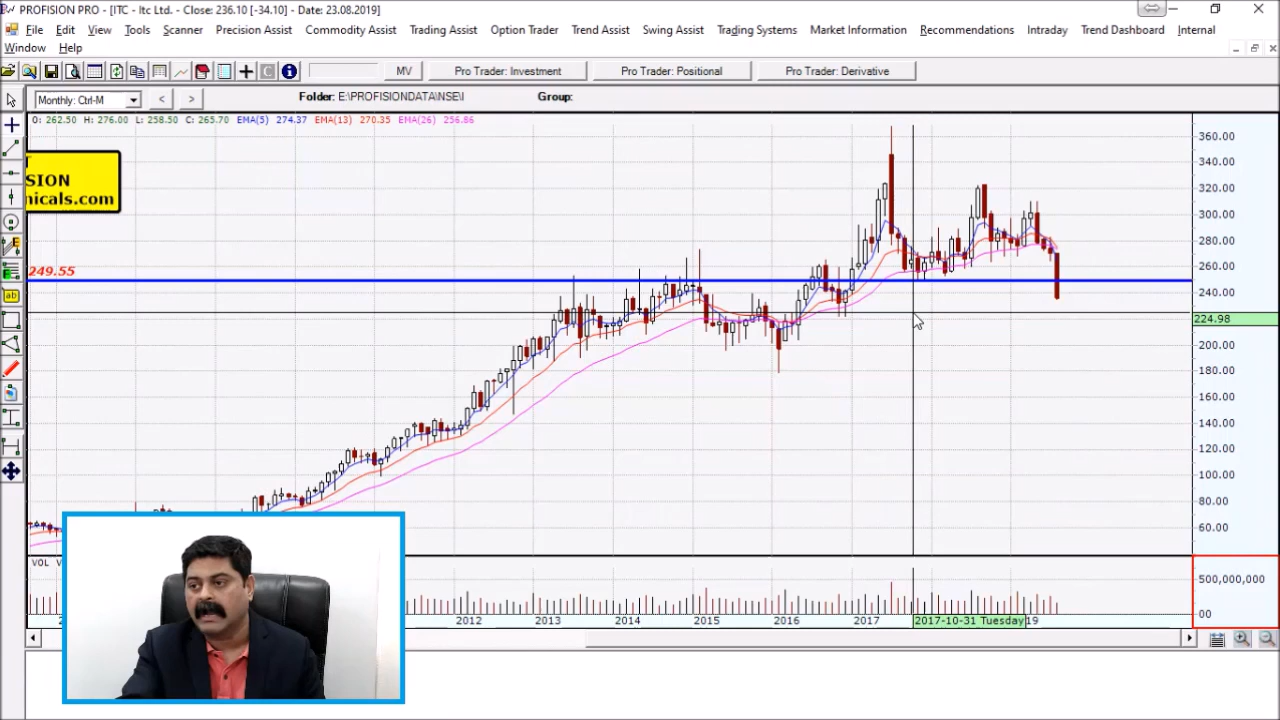 PROFISION PRO - [ITC - Itc Ltd. - Close: 236.10 [-34.10] - Date: 23.08.2019]
File Edit View Tools Scanner Precision Assist Commodity Assist Trading Assist Option Trader Trend Assist Swing Assist Trading Systems Market Information Recommendations Intraday Trend Dashboard Internal
Window Help
MV Pro Trader: Investment Pro Trader: Positional Pro Trader: Derivative
Monthly: Ctrl-M < > Folder: E:\PROFISIONDATA\NSE\I Group:
O: 262.50 H: 276.00 L: 258.50 C: 265.70 EMA(5) 274.37 EMA(13) 270.35 EMA(26) 256.86
SION
nicals.com
249.55
360.00
340.00
320.00
300.00
280.00
260.00
240.00
224.98
200.00
180.00
160.00
140.00
120.00
100.00
80.00
60.00
VOL
500,000,000
00
2012 2013 2014 2015 2016 2017 2017-10-31 Tuesday 19